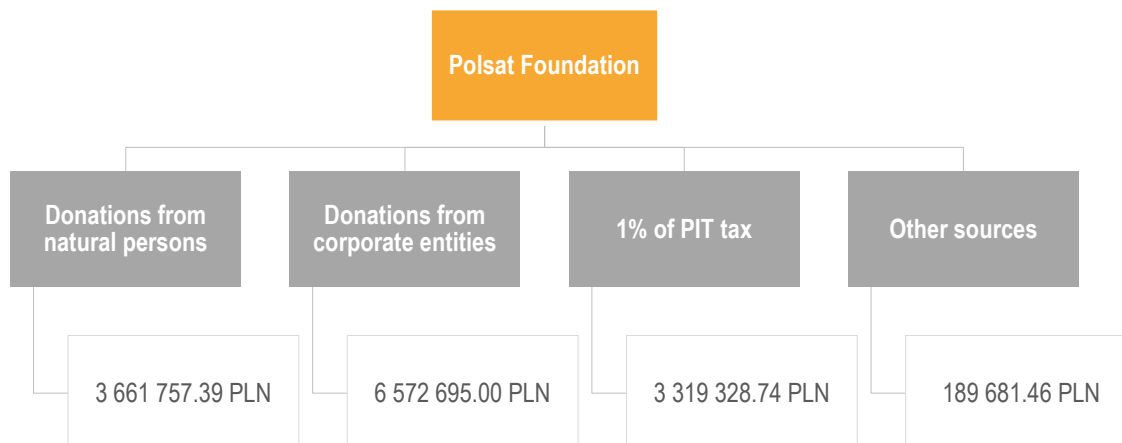 Polsat Foundation
Donations from
natural persons
Donations from
corporate entities
1% of PIT tax
Other sources
3 661 757.39 PLN
6 572 695.00 PLN
3 319 328.74 PLN
189 681.46 PLN